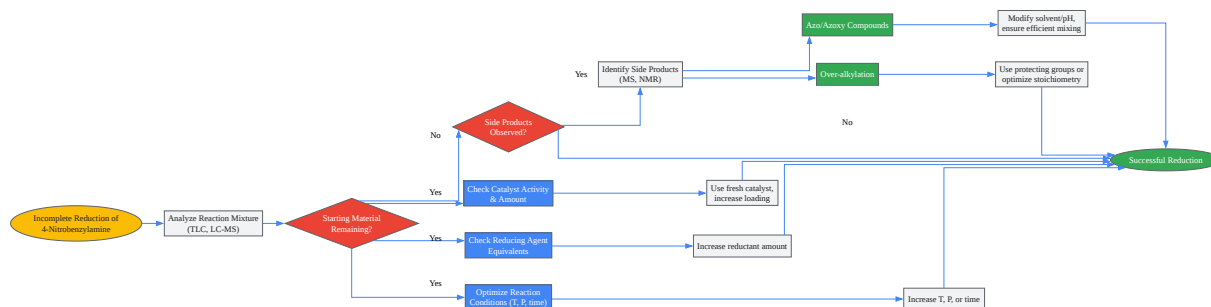 Azo/Azoxy Compounds
Modify solvent/pH,
ensure efficient mixing
Yes
Identify Side Products
(MS, NMR)
Over-alkylation
Use protecting groups or
optimize stoichiometry
No
Side Products
Observed?
No
Successful Reduction
Yes
Check Catalyst Activity
& Amount
Use fresh catalyst,
increase loading
Incomplete Reduction of
4-Nitrobenzylamine
Analyze Reaction Mixture
(TLC, LC-MS)
Starting Material
Remaining?
Yes
Check Reducing Agent
Equivalents
Increase reductant amount
Yes
Optimize Reaction
Conditions (T, P, time)
Increase T, P, or time